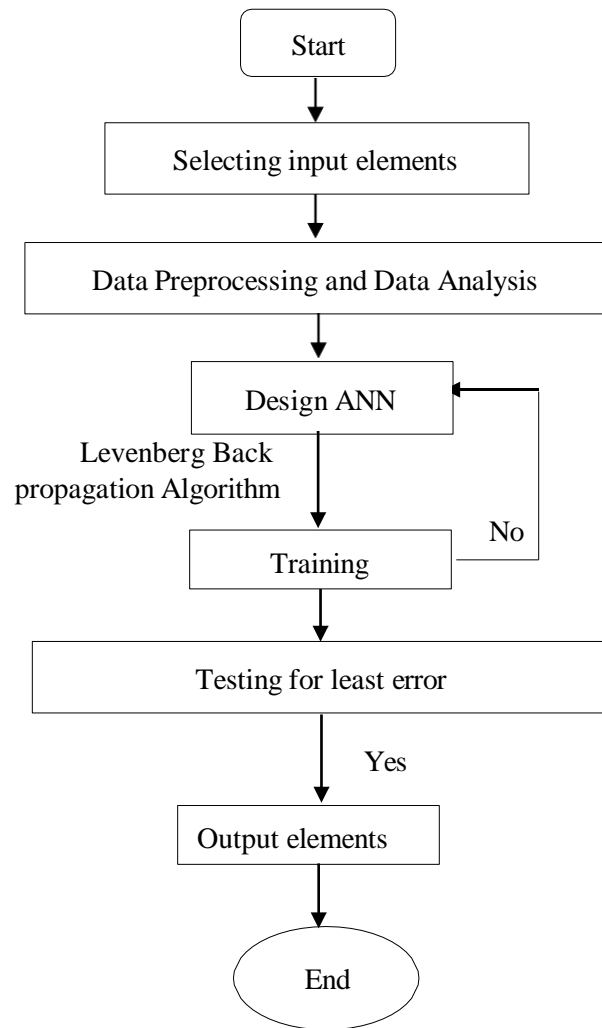 Start
Selecting input elements
Data Preprocessing and Data Analysis
Design ANN
Levenberg Back
propagation Algorithm
No
Training
Testing for least error
Yes
Output elements
End